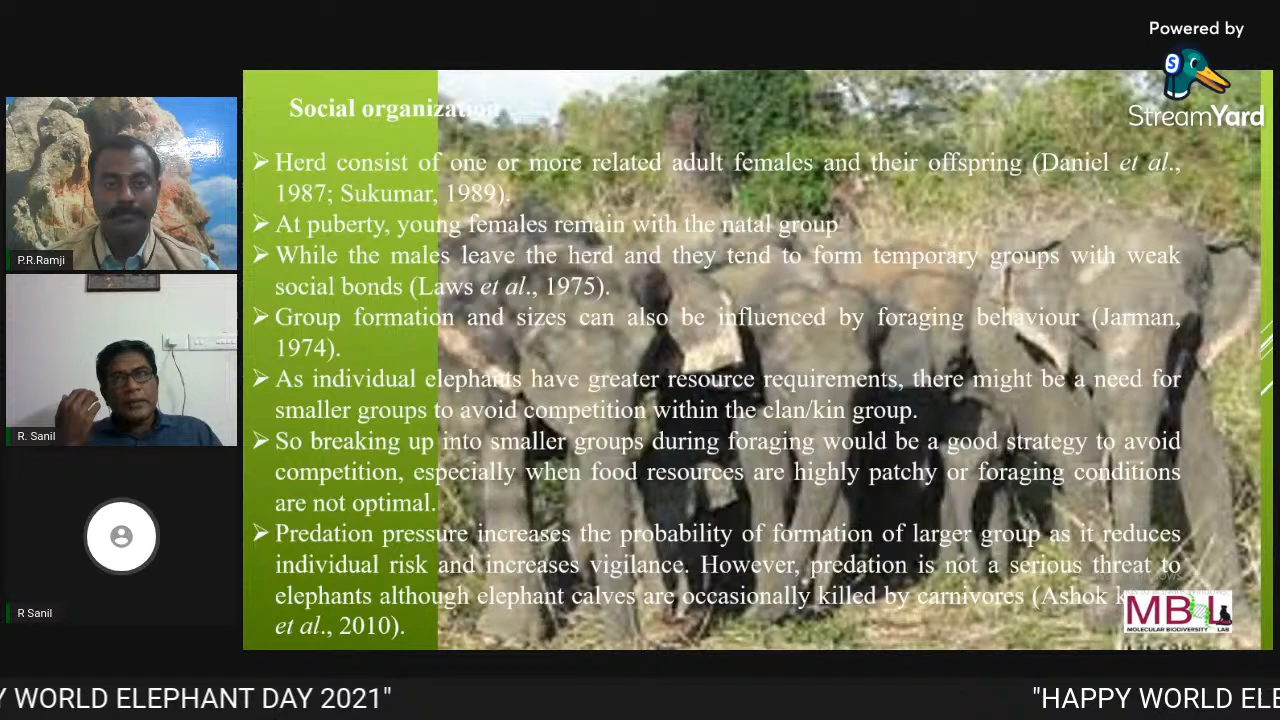 Powered by
StreamYard
Social organization
➢ Herd consist of one or more related adult females and their offspring (Daniel et al.,
1987; Sukumar, 1989).
➢ At puberty, young females remain with the natal group
➢ While the males leave the herd and they tend to form temporary groups with weak
social bonds (Laws et al., 1975).
➢ Group formation and sizes can also be influenced by foraging behaviour (Jarman,
1974).
➢ As individual elephants have greater resource requirements, there might be a need for
smaller groups to avoid competition within the clan/kin group.
➢ So breaking up into smaller groups during foraging would be a good strategy to avoid
competition, especially when food resources are highly patchy or foraging conditions
are not optimal.
➢ Predation pressure increases the probability of formation of larger group as it reduces
individual risk and increases vigilance. However, predation is not a serious threat to
elephants although elephant calves are occasionally killed by carnivores (Ashok
et al., 2010).
P.R.Ramji
R. Sanil
R Sanil
MB L
MOLECULAR BIODIVERSITY LAB
Y WORLD ELEPHANT DAY 2021"
"HAPPY WORLD ELE